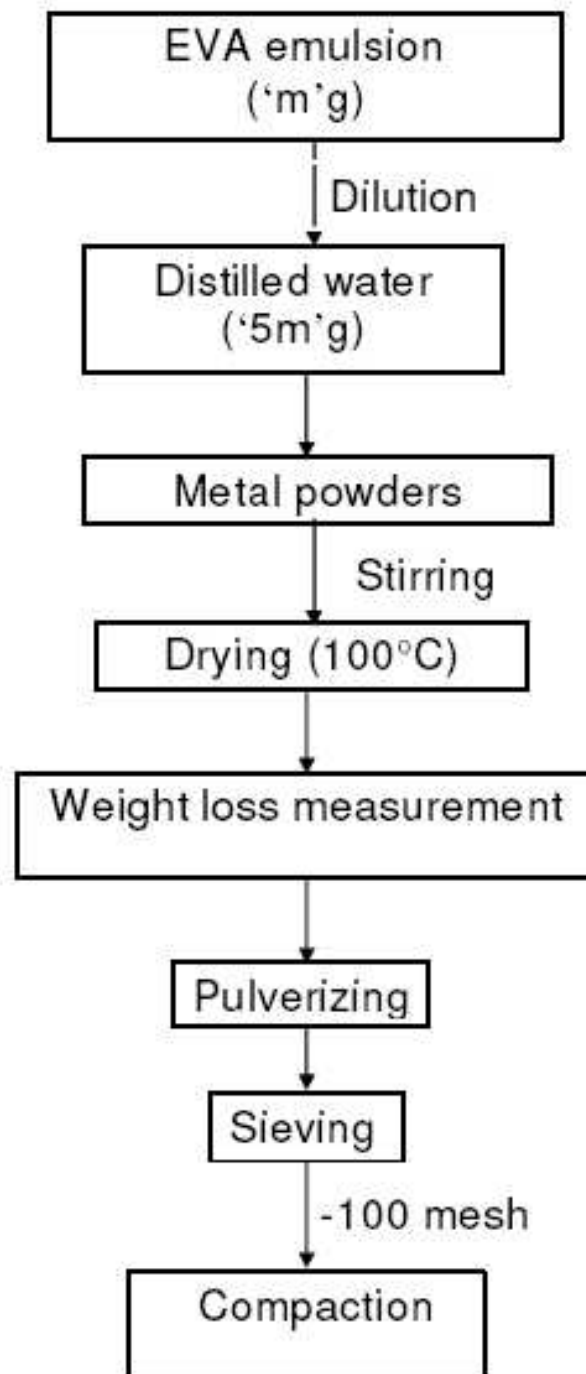 EVA emulsion
(‘m’g)
Dilution
Distilled water
(‘5m’g)
Metal powders
Stirring
Drying (100°C)
Weight loss measurement
Pulverizing
Sieving
-100 mesh
Compaction